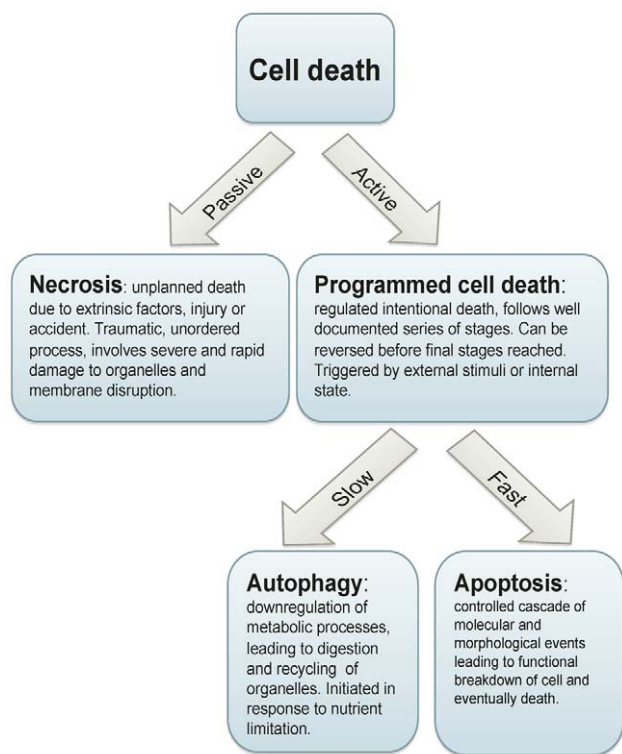 Cell death
Passive
Active
Necrosis: unplanned death
due to extrinsic factors, injury or
accident. Traumatic, unordered
process, involves severe and rapid
damage to organelles and
membrane disruption.
Programmed cell death:
regulated intentional death, follows well
documented series of stages. Can be
reversed before final stages reached.
Triggered by external stimuli or internal
state.
Slow
Fast
Autophagy:
downregulation of
metabolic processes,
leading to digestion
and recycling of
organelles. Initiated in
response to nutrient
limitation.
Apoptosis:
controlled cascade of
molecular and
morphological events
leading to functional
breakdown of cell and
eventually death.